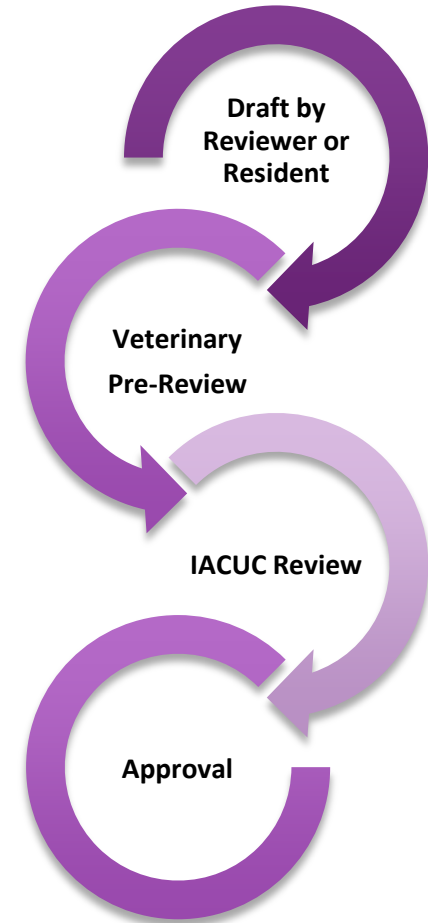 Draft by
Reviewer or
Resident
Veterinary
Pre-Review
IACUC Review
Approval